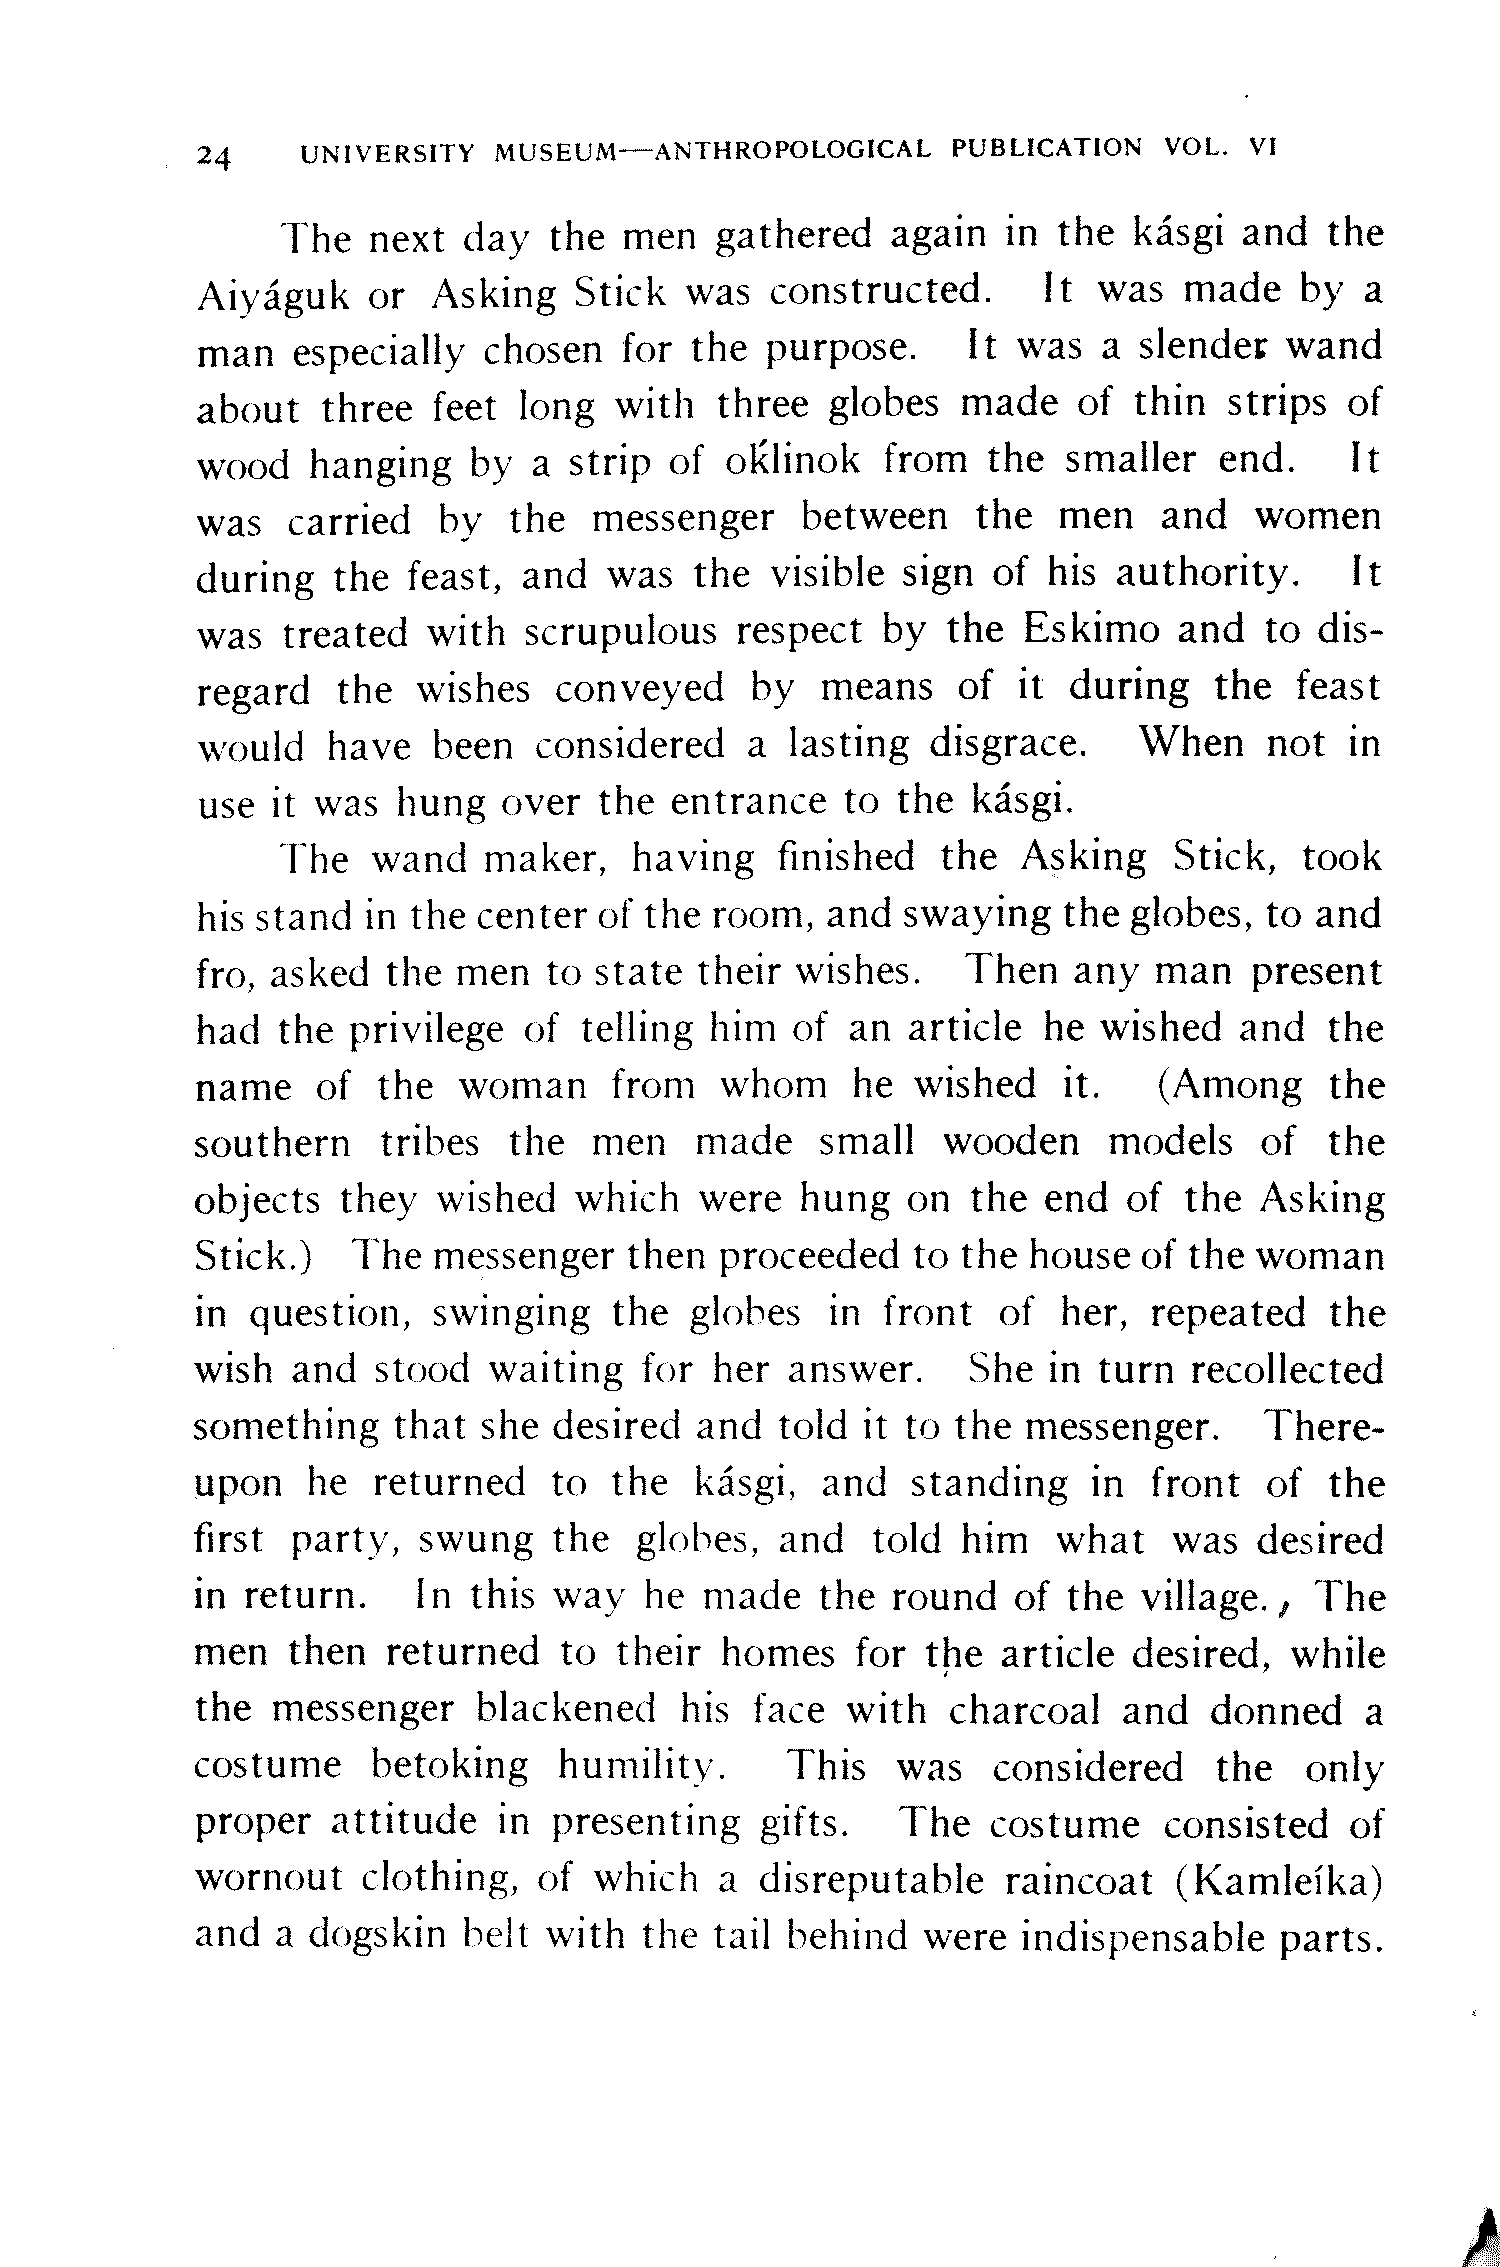 24 UNIVERSITY MUSEUM—ANTHROPOLOGICAL PUBLICATION VOL. VI
The next day the men gathered again in the kásgi and the
Aiyáguk or Asking Stick was constructed. It was made by a
man especially chosen for the purpose. It was a slender wand
about three feet long with three globes made of thin strips of
wood hanging by a strip of oḱlinok from the smaller end. It
was carried by the messenger between the men and women
during the feast, and was the visible sign of his authority. It
was treated with scrupulous respect by the Eskimo and to dis-
regard the wishes conveyed by means of it during the feast
would have been considered a lasting disgrace. When not in
use it was hung over the entrance to the kásgi.
The wand maker, having finished the Asking Stick, took
his stand in the center of the room, and swaying the globes, to and
fro, asked the men to state their wishes. Then any man present
had the privilege of telling him of an article he wished and the
name of the woman from whom he wished it. (Among the
southern tribes the men made small wooden models of the
objects they wished which were hung on the end of the Asking
Stick.) The messenger then proceeded to the house of the woman
in question, swinging the globes in front of her, repeated the
wish and stood waiting for her answer. She in turn recollected
something that she desired and told it to the messenger. There-
upon he returned to the kásgi, and standing in front of the
first party, swung the globes, and told him what was desired
in return. In this way he made the round of the village. The
men then returned to their homes for the article desired, while
the messenger blackened his face with charcoal and donned a
costume betoking humility. This was considered the only
proper attitude in presenting gifts. The costume consisted of
wornout clothing, of which a disreputable raincoat (Kamleíka)
and a dogskin belt with the tail behind were indispensable parts.